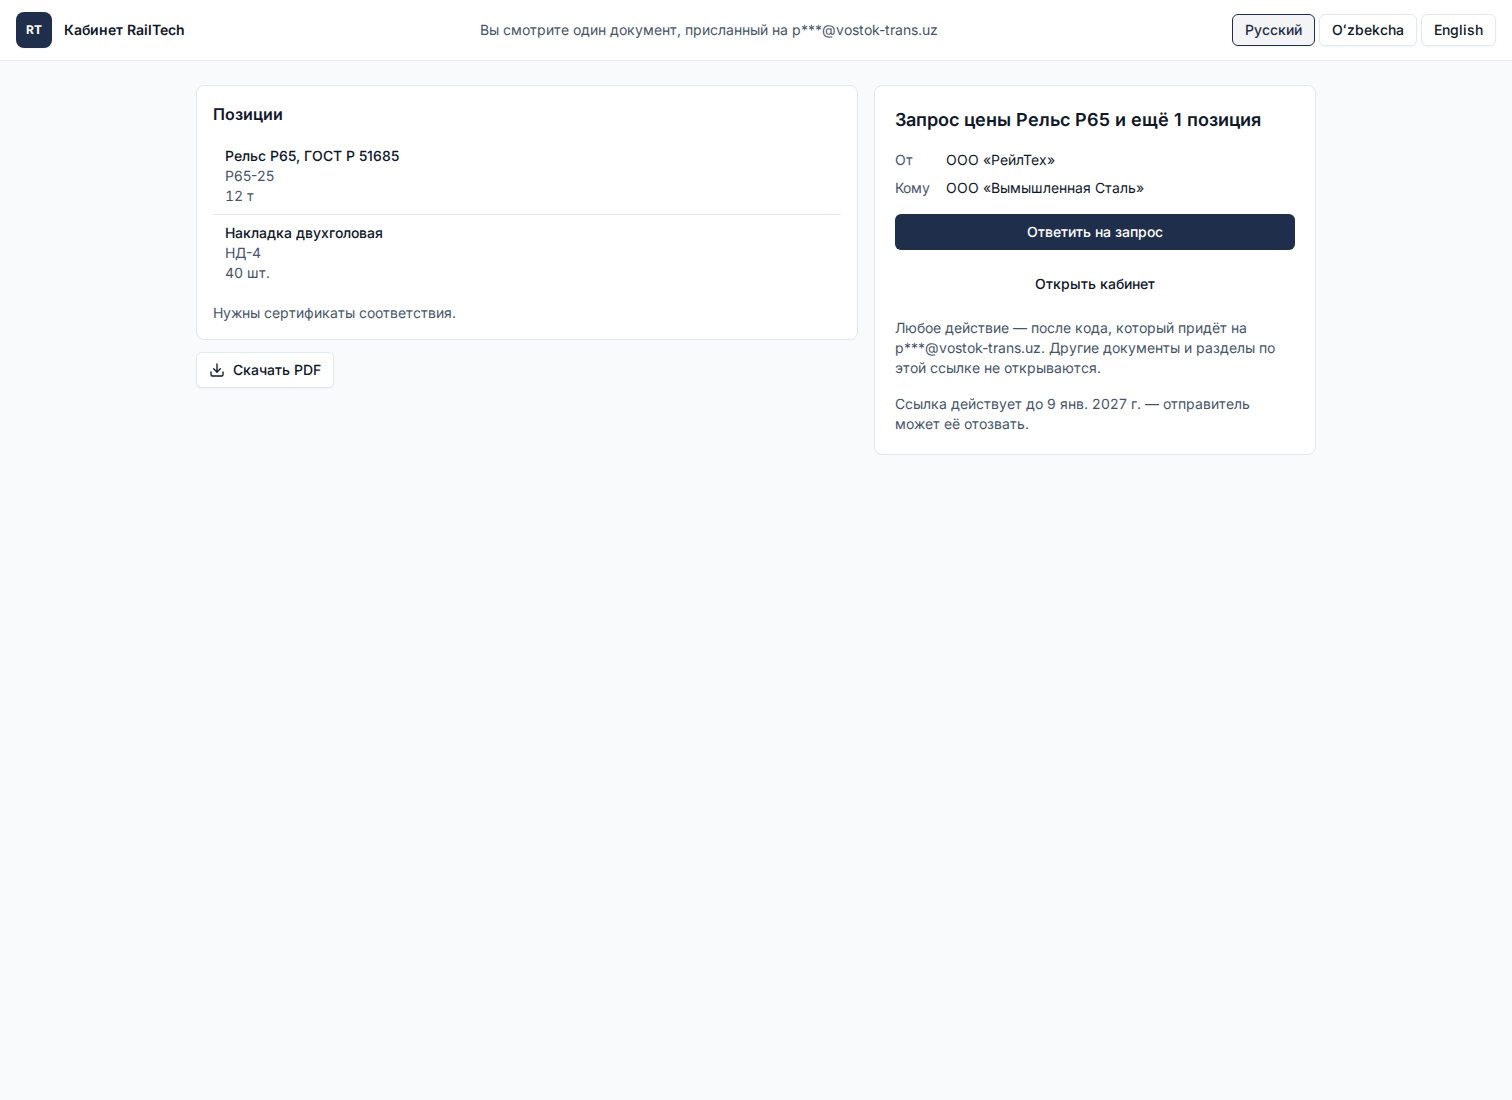 RT
Кабинет RailTech
Вы смотрите один документ, присланный на p***@vostok-trans.uz
Русский
Oʻzbekcha
English
Позиции
Рельс Р65, ГОСТ Р 51685
Р65-25
12 т
Накладка двухголовая
НД-4
40 шт.
Нужны сертификаты соответствия.
Скачать PDF
Запрос цены Рельс Р65 и ещё 1 позиция
От ООО «РейлТех»
Кому ООО «Вымышленная Сталь»
Ответить на запрос
Открыть кабинет
Любое действие — после кода, который придёт на
p***@vostok-trans.uz. Другие документы и разделы по
этой ссылке не открываются.
Ссылка действует до 9 янв. 2027 г. — отправитель
может её отозвать.